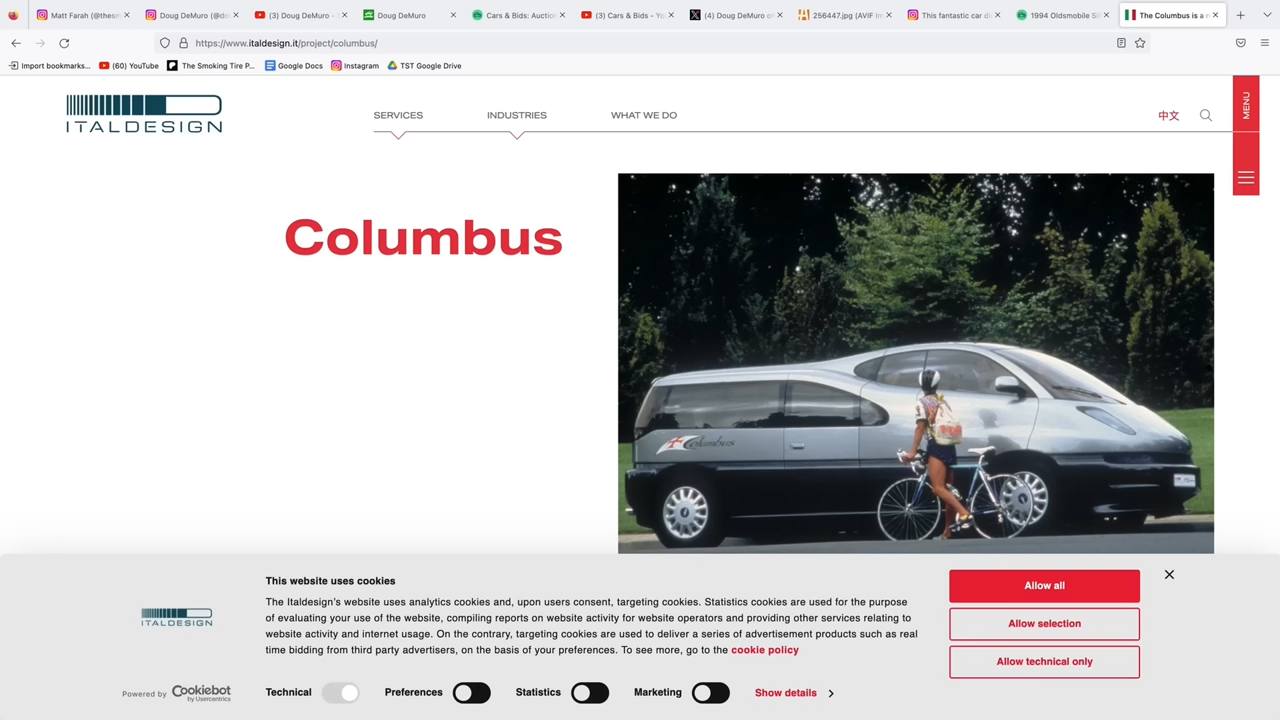 Matt Farah (@thesm
Doug DeMuro (@de
(3) Doug DeMuro -
Doug DeMuro
Cars & Bids: Auctio
(3) Cars & Bids - Yo
(4) Doug DeMuro o
256447.jpg (AVIF Im
This fantastic car di
1994 Oldsmobile Sil
The Columbus is a
https://www.italdesign.it/project/columbus/
Import bookmarks...
(60) YouTube
The Smoking Tire P...
Google Docs
Instagram
TST Google Drive
ITALDESIGN
SERVICES
INDUSTRIES
WHAT WE DO
中文
MENU
Columbus
Columbus
This website uses cookies
The Italdesign's website uses analytics cookies and, upon users consent, targeting cookies. Statistics cookies are used for the purpose
of evaluating your use of the website, compiling reports on website activity for website operators and providing other services relating to
website activity and internet usage. On the contrary, targeting cookies are used to deliver a series of advertisement products such as real
time bidding from third party advertisers, on the basis of your preferences. To see more, go to the cookie policy
Allow all
Allow selection
Allow technical only
ITALDESIGN
Powered by Cookiebot
by Usercentrics
Technical
Preferences
Statistics
Marketing
Show details